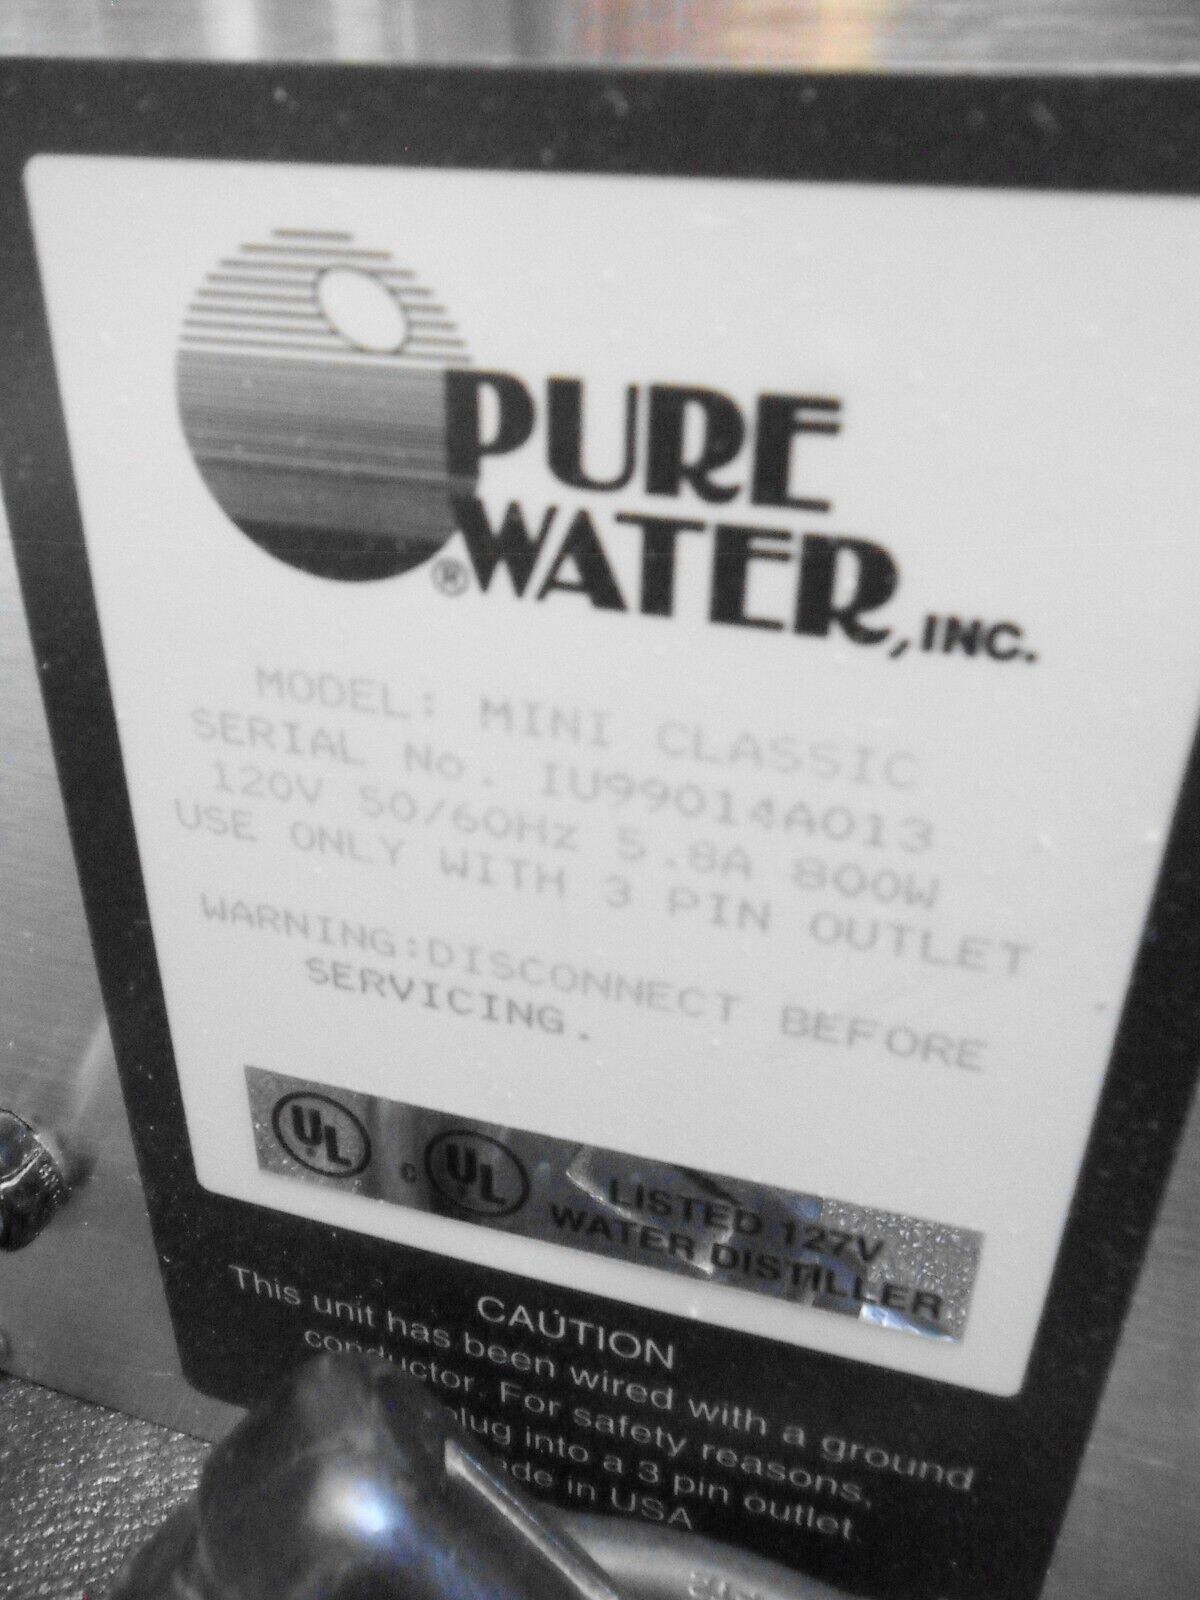 PURE
WATER, INC.
®
MODEL: MINI CLASSIC
SERIAL No. IU99014A013
120V 50/60Hz 5.8A 800W
USE ONLY WITH 3 PIN OUTLET
WARNING:DISCONNECT BEFORE
SERVICING.
UL C UL LISTED 127V
WATER DISTILLER
CAUTION
This unit has been wired with a ground
conductor. For safety reasons,
plug into a 3 pin outlet.
in USA